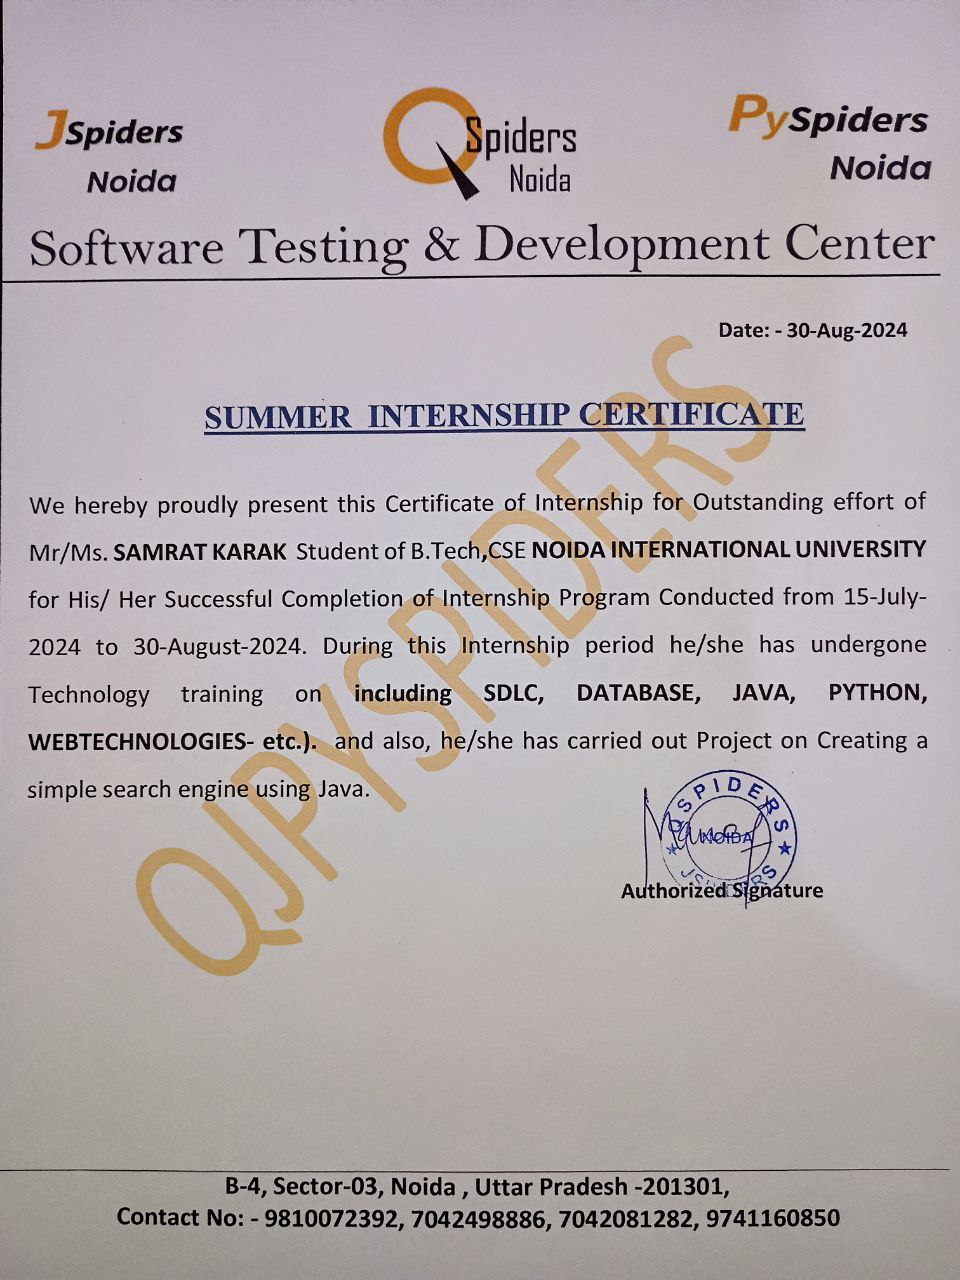 JSpiders
Noida
QSpiders
Noida
PySpiders
Noida
Software Testing & Development Center
Date: - 30-Aug-2024
SUMMER INTERNSHIP CERTIFICATE
We hereby proudly present this Certificate of Internship for Outstanding effort of
Mr/Ms. SAMRAT KARAK Student of B.Tech,CSE NOIDA INTERNATIONAL UNIVERSITY
for His/ Her Successful Completion of Internship Program Conducted from 15-July-
2024 to 30-August-2024. During this Internship period he/she has undergone
Technology training on including SDLC, DATABASE, JAVA, PYTHON,
WEBTECHNOLOGIES- etc.). and also, he/she has carried out Project on Creating a
simple search engine using Java.
QJPYSPIDERS
QSPIDERS
NOIDA
JSPIDERS
Authorized Signature
B-4, Sector-03, Noida , Uttar Pradesh -201301,
Contact No: - 9810072392, 7042498886, 7042081282, 9741160850